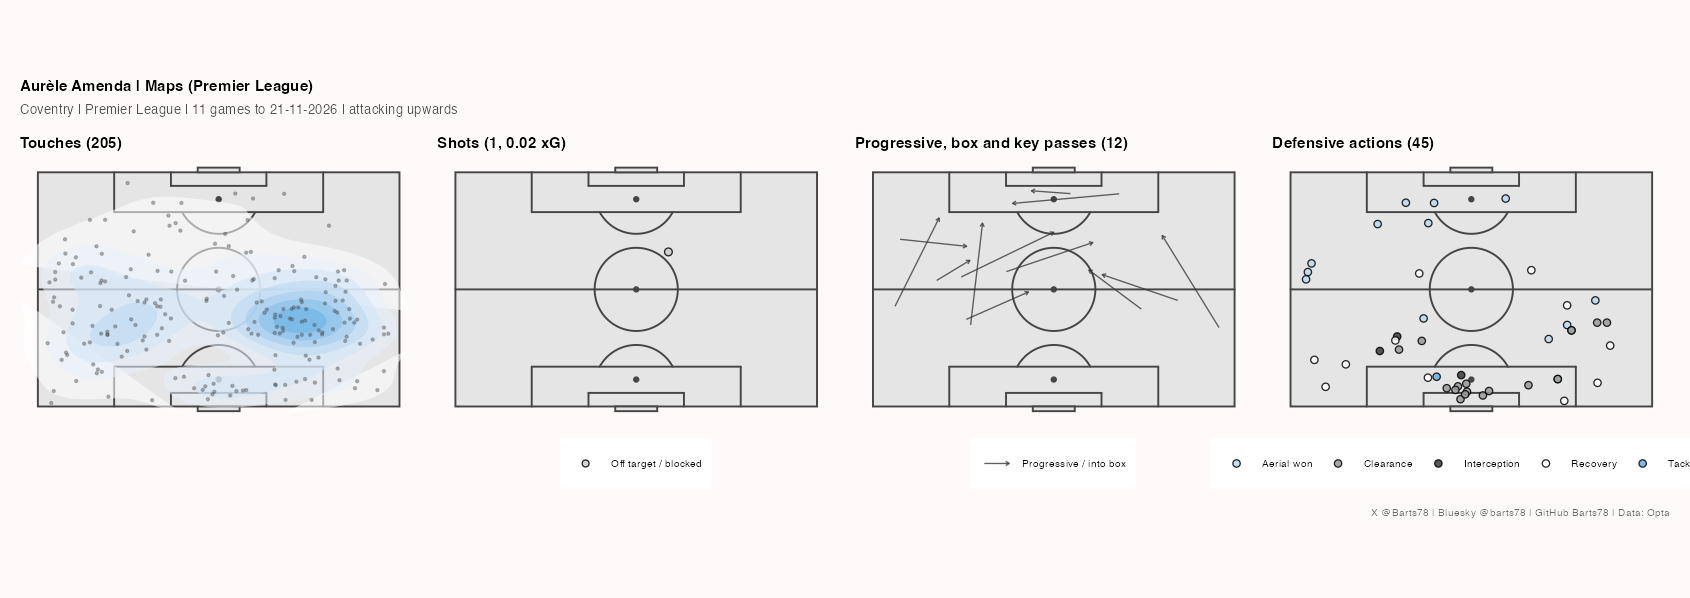 Aurèle Amenda | Maps (Premier League)
Coventry | Premier League | 11 games to 21-11-2026 | attacking upwards
Touches (205)
Shots (1, 0.02 xG)
Progressive, box and key passes (12)
Defensive actions (45)
Off target / blocked
Progressive / into box
Aerial won
Clearance
Interception
Recovery
Tack
X @Barts78 | Bluesky @barts78 | GitHub Barts78 | Data: Opta